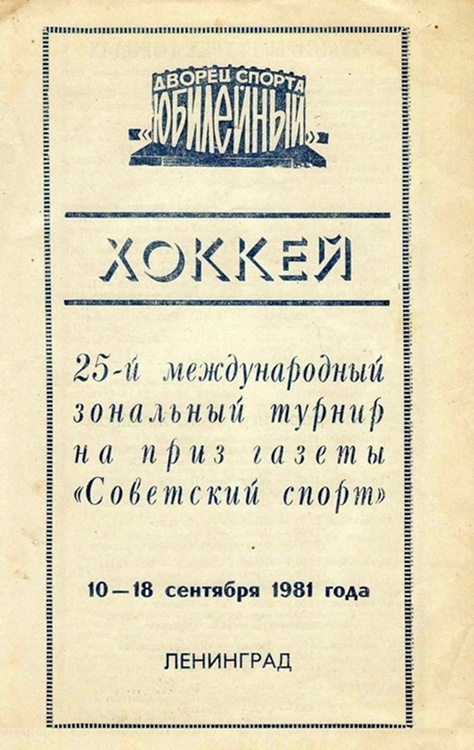 ДВОРЕЦ СПОРТА
«ЮБИЛЕЙНЫЙ»
ХОККЕЙ
25-й международный
зональный турнир
на приз газеты
«Советский спорт»
10—18 сентября 1981 года
ЛЕНИНГРАД